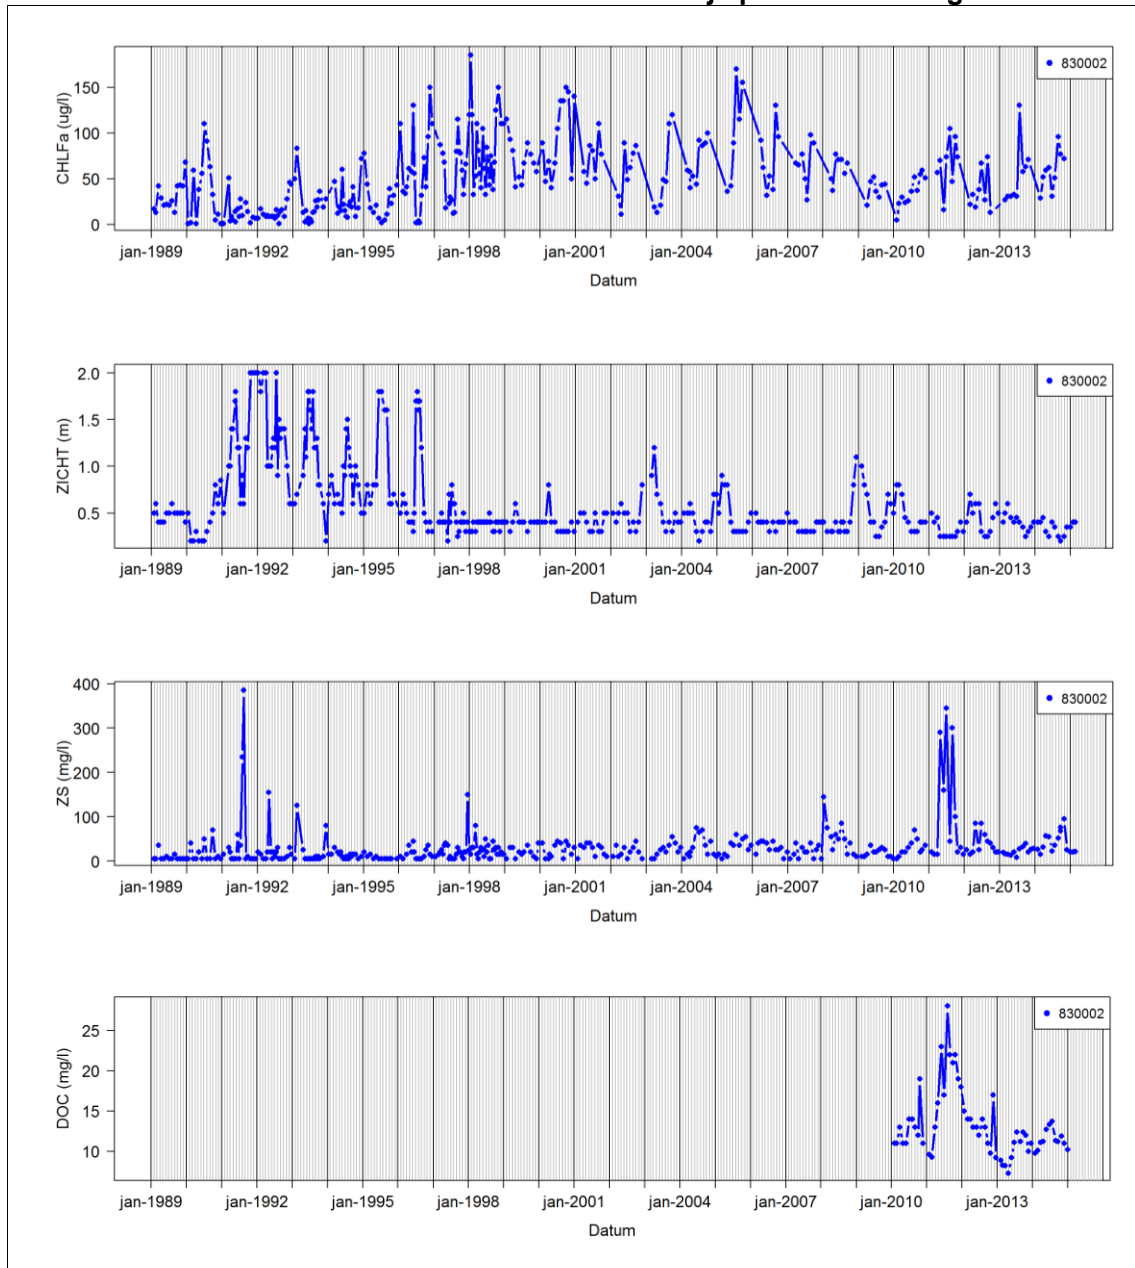 150
100
50
0
CHLFa (ug/l)
830002
jan-1989 jan-1992 jan-1995 jan-1998 jan-2001 jan-2004 jan-2007 jan-2010 jan-2013
Datum
2.0
1.5
1.0
0.5
ZICHT (m)
830002
jan-1989 jan-1992 jan-1995 jan-1998 jan-2001 jan-2004 jan-2007 jan-2010 jan-2013
Datum
400
300
200
100
0
ZS (mg/l)
830002
jan-1989 jan-1992 jan-1995 jan-1998 jan-2001 jan-2004 jan-2007 jan-2010 jan-2013
Datum
25
20
15
10
DOC (mg/l)
830002
jan-1989 jan-1992 jan-1995 jan-1998 jan-2001 jan-2004 jan-2007 jan-2010 jan-2013
Datum